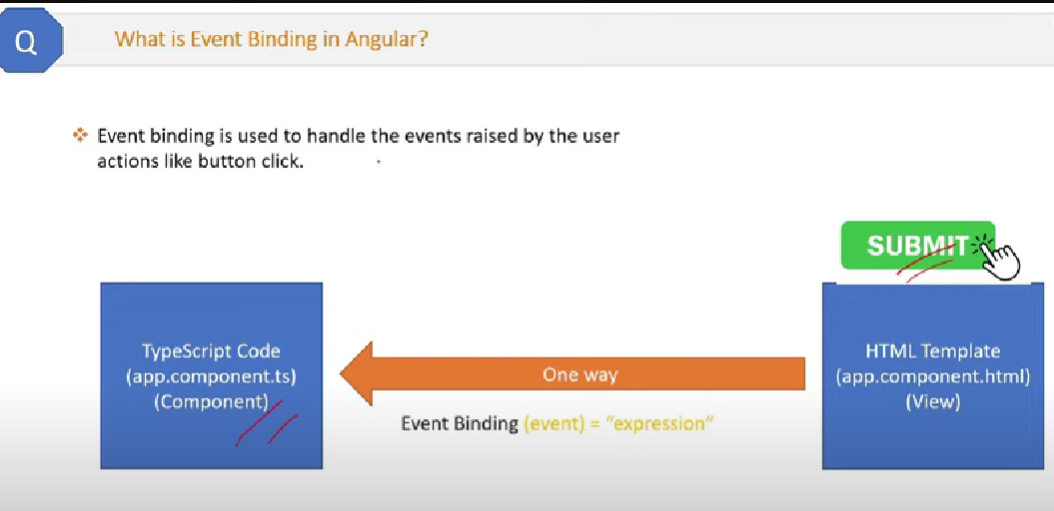 Q
What is Event Binding in Angular?
Event binding is used to handle the events raised by the user
actions like button click.
SUBMIT
TypeScript Code
(app.component.ts)
(Component)
One way
Event Binding (event) = “expression”
HTML Template
(app.component.html)
(View)